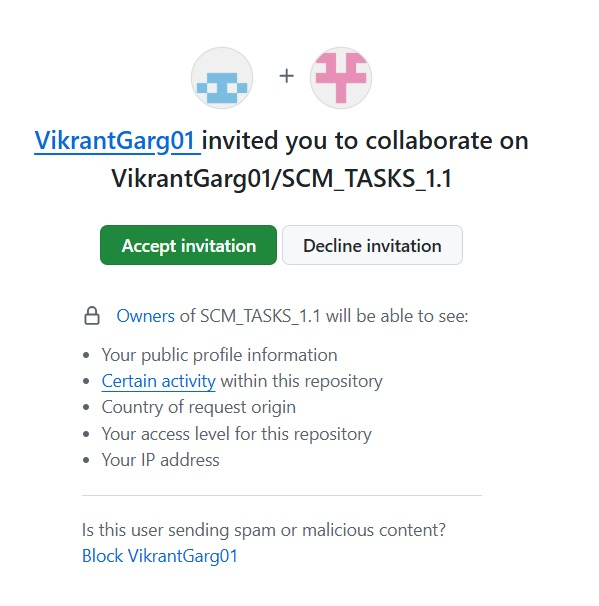 +
VikrantGarg01 invited you to collaborate on
VikrantGarg01/SCM_TASKS_1.1
Accept invitation Decline invitation
Owners of SCM_TASKS_1.1 will be able to see:
• Your public profile information
• Certain activity within this repository
• Country of request origin
• Your access level for this repository
• Your IP address
Is this user sending spam or malicious content?
Block VikrantGarg01